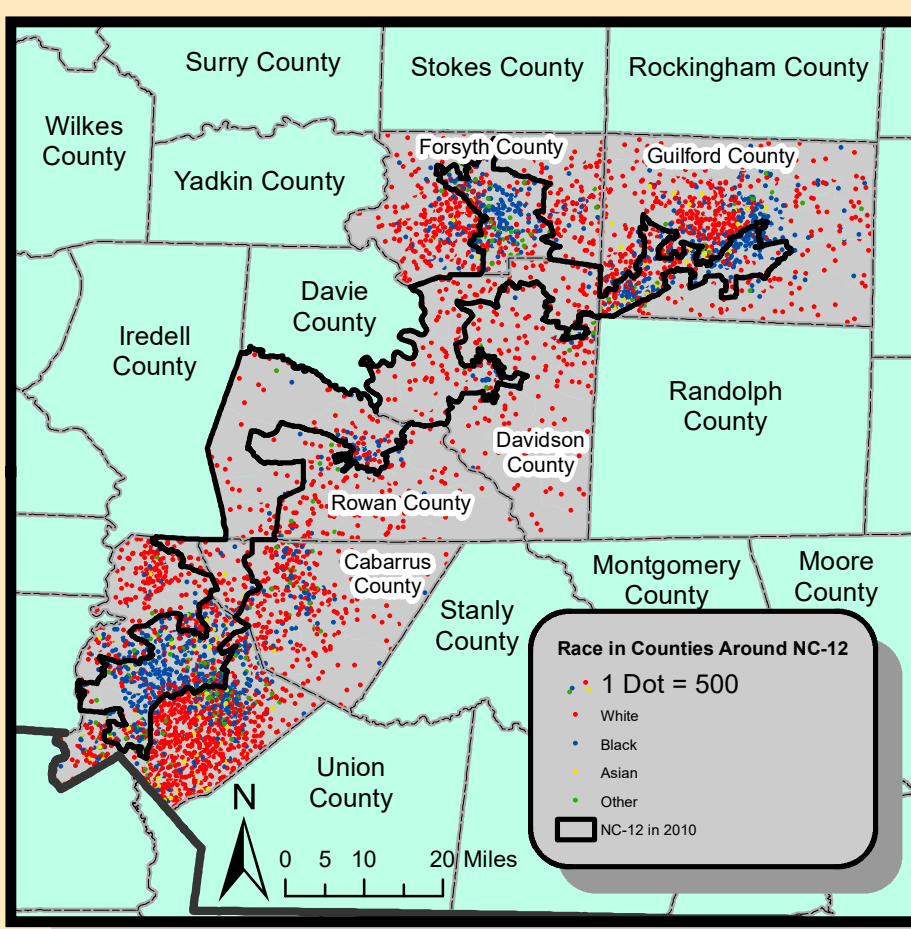 Surry County
Stokes County
Rockingham County
Wilkes
County
Forsyth County
Guilford County
Yadkin County
Davie
County
Iredell
County
Randolph
County
Davidson
County
Rowan County
Cabarrus
County
Montgomery
County
Moore
County
Stanly
County
Race in Counties Around NC-12
1 Dot = 500
White
Black
Asian
Other
NC-12 in 2010
Union
County
N
0 5 10 20 Miles